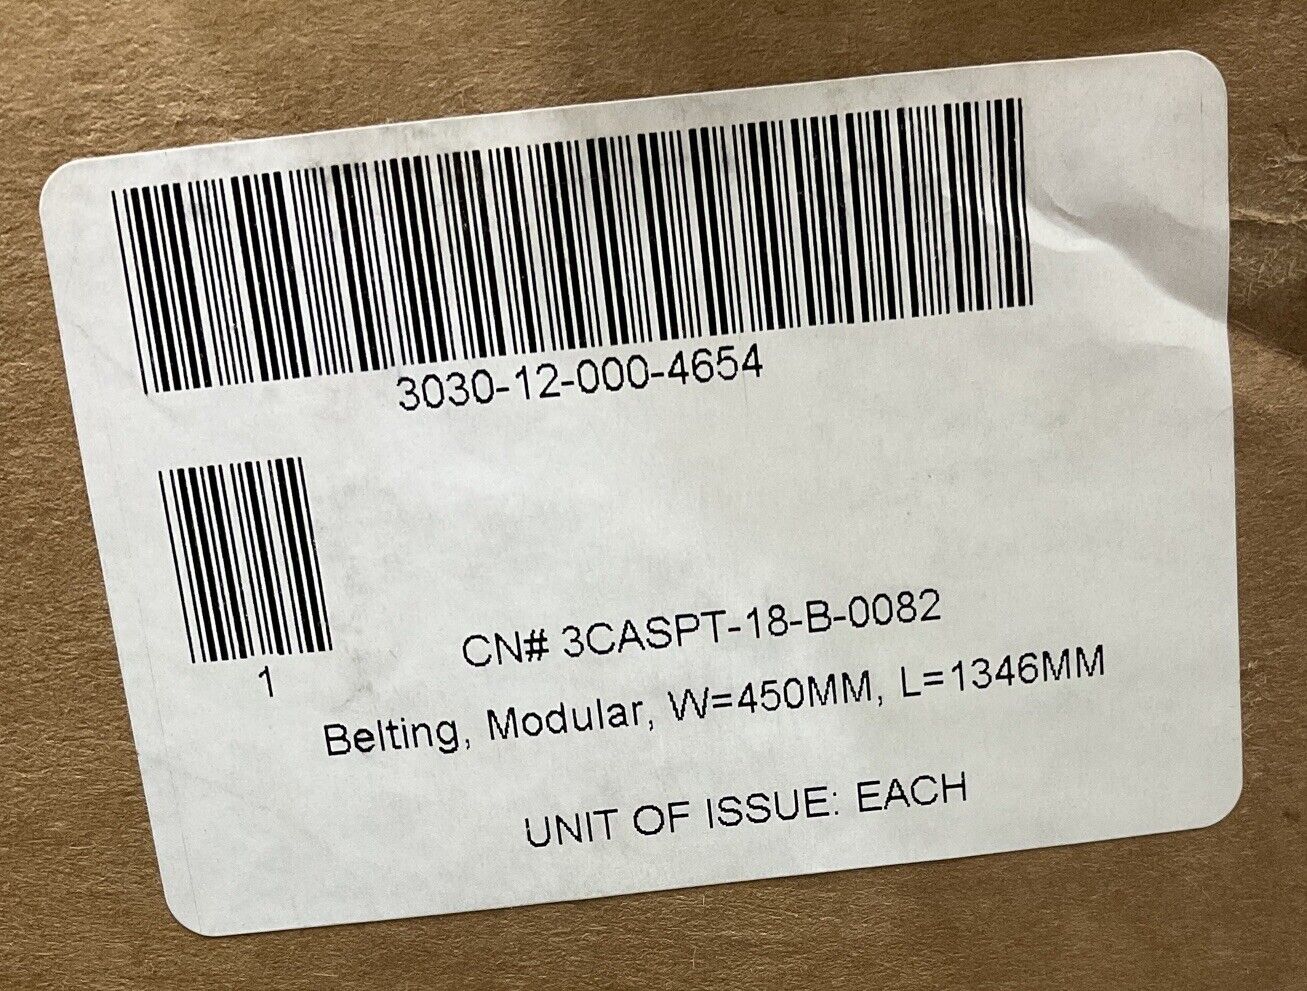 3030-12-000-4654
1
CN# 3CASPT-18-B-0082
Belting, Modular, W=450MM, L=1346MM
UNIT OF ISSUE: EACH